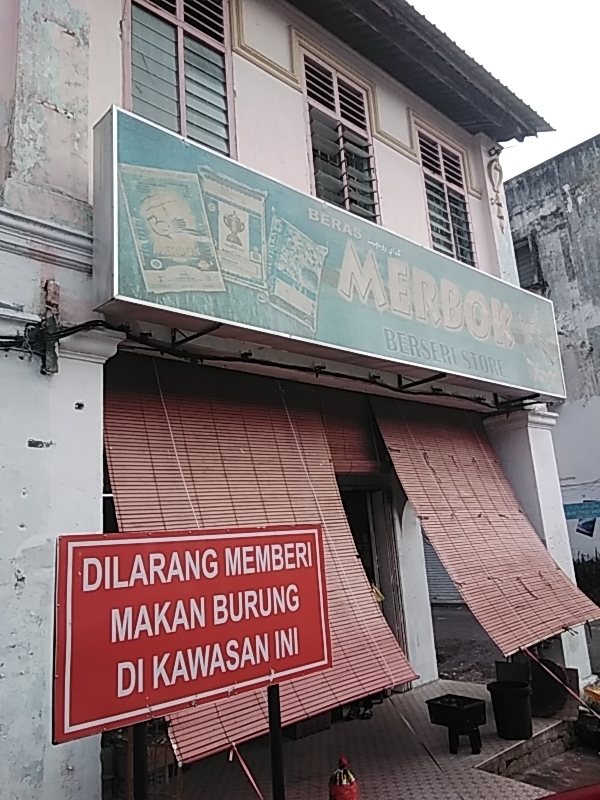 BERAS
MERBOK
BERSERI STORE
DILARANG MEMBERI
MAKAN BURUNG
DI KAWASAN INI